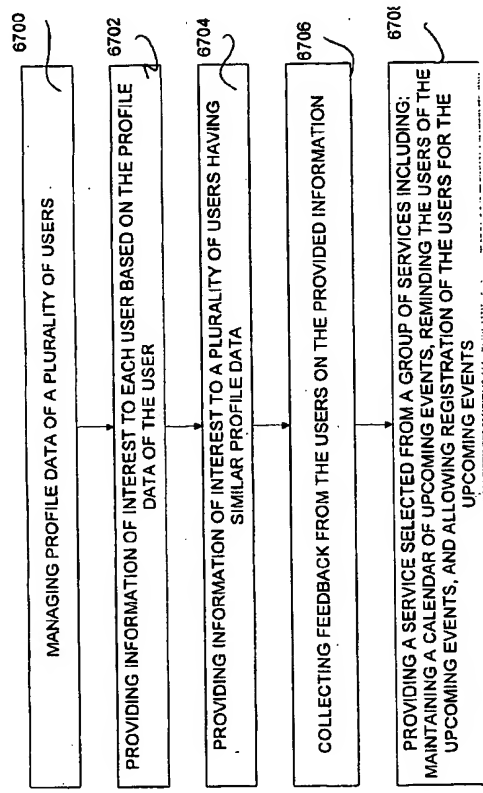 6700
MANAGING PROFILE DATA OF A PLURALITY OF USERS
6702
PROVIDING INFORMATION OF INTEREST TO EACH USER BASED ON THE PROFILE
DATA OF THE USER
6704
PROVIDING INFORMATION OF INTEREST TO A PLURALITY OF USERS HAVING
SIMILAR PROFILE DATA
6706
COLLECTING FEEDBACK FROM THE USERS ON THE PROVIDED INFORMATION
6708
PROVIDING A SERVICE SELECTED FROM A GROUP OF SERVICES INCLUDING:
MAINTAINING A CALENDAR OF UPCOMING EVENTS, REMINDING THE USERS OF THE
UPCOMING EVENTS, AND ALLOWING REGISTRATION OF THE USERS FOR THE
UPCOMING EVENTS